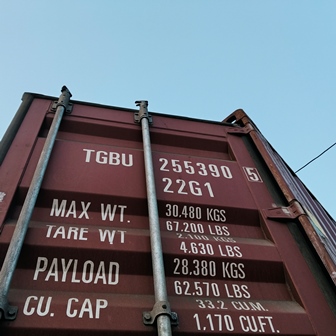 TGBU 255390 5
22G1
MAX WT. 30.480 KGS
67.200 LBS
TARE WT 2.100 KGS
4.630 LBS
PAYLOAD 28.380 KGS
62.570 LBS
CU. CAP 33.2 CU.M.
1.170 CU.FT.